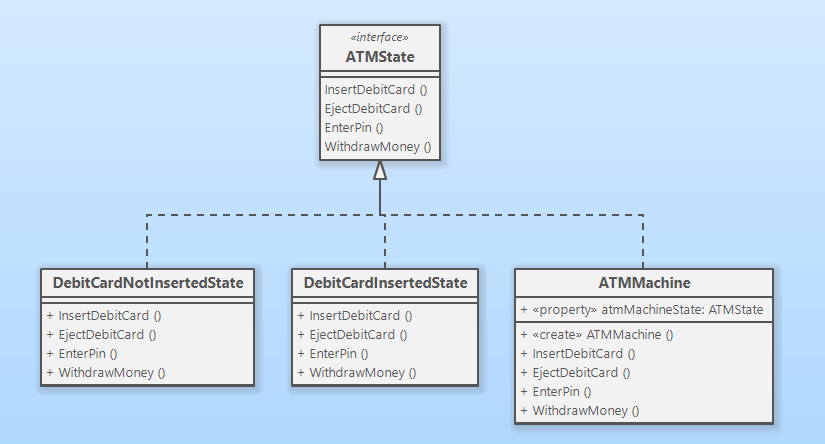 «interface»
ATMState
InsertDebitCard ()
EjectDebitCard ()
EnterPin ()
WithdrawMoney ()
DebitCardNotInsertedState
+ InsertDebitCard ()
+ EjectDebitCard ()
+ EnterPin ()
+ WithdrawMoney ()
DebitCardInsertedState
+ InsertDebitCard ()
+ EjectDebitCard ()
+ EnterPin ()
+ WithdrawMoney ()
ATMMachine
+ «property» atmMachineState: ATMState
+ «create» ATMMachine ()
+ InsertDebitCard ()
+ EjectDebitCard ()
+ EnterPin ()
+ WithdrawMoney ()